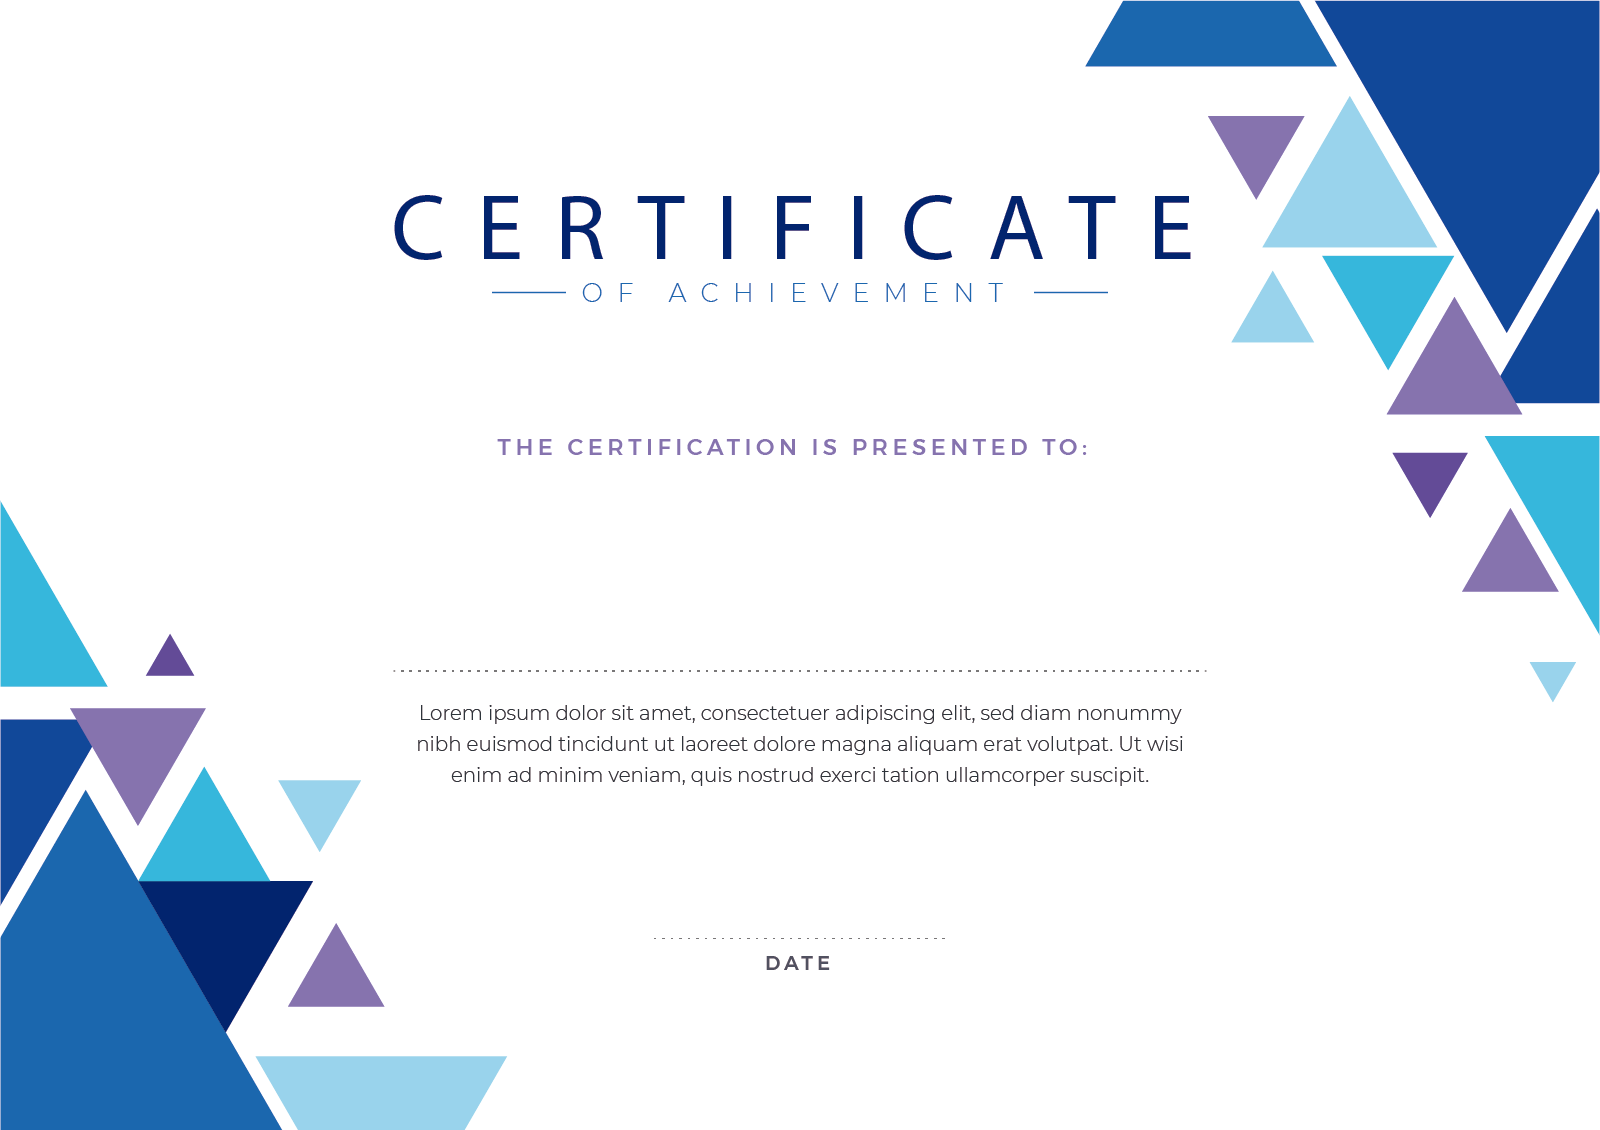 CERTIFICATE
OF ACHIEVEMENT
THE CERTIFICATION IS PRESENTED TO:
Lorem ipsum dolor sit amet, consectetuer adipiscing elit, sed diam nonummy
nibh euismod tincidunt ut laoreet dolore magna aliquam erat volutpat. Ut wisi
enim ad minim veniam, quis nostrud exerci tation ullamcorper suscipit.
DATE